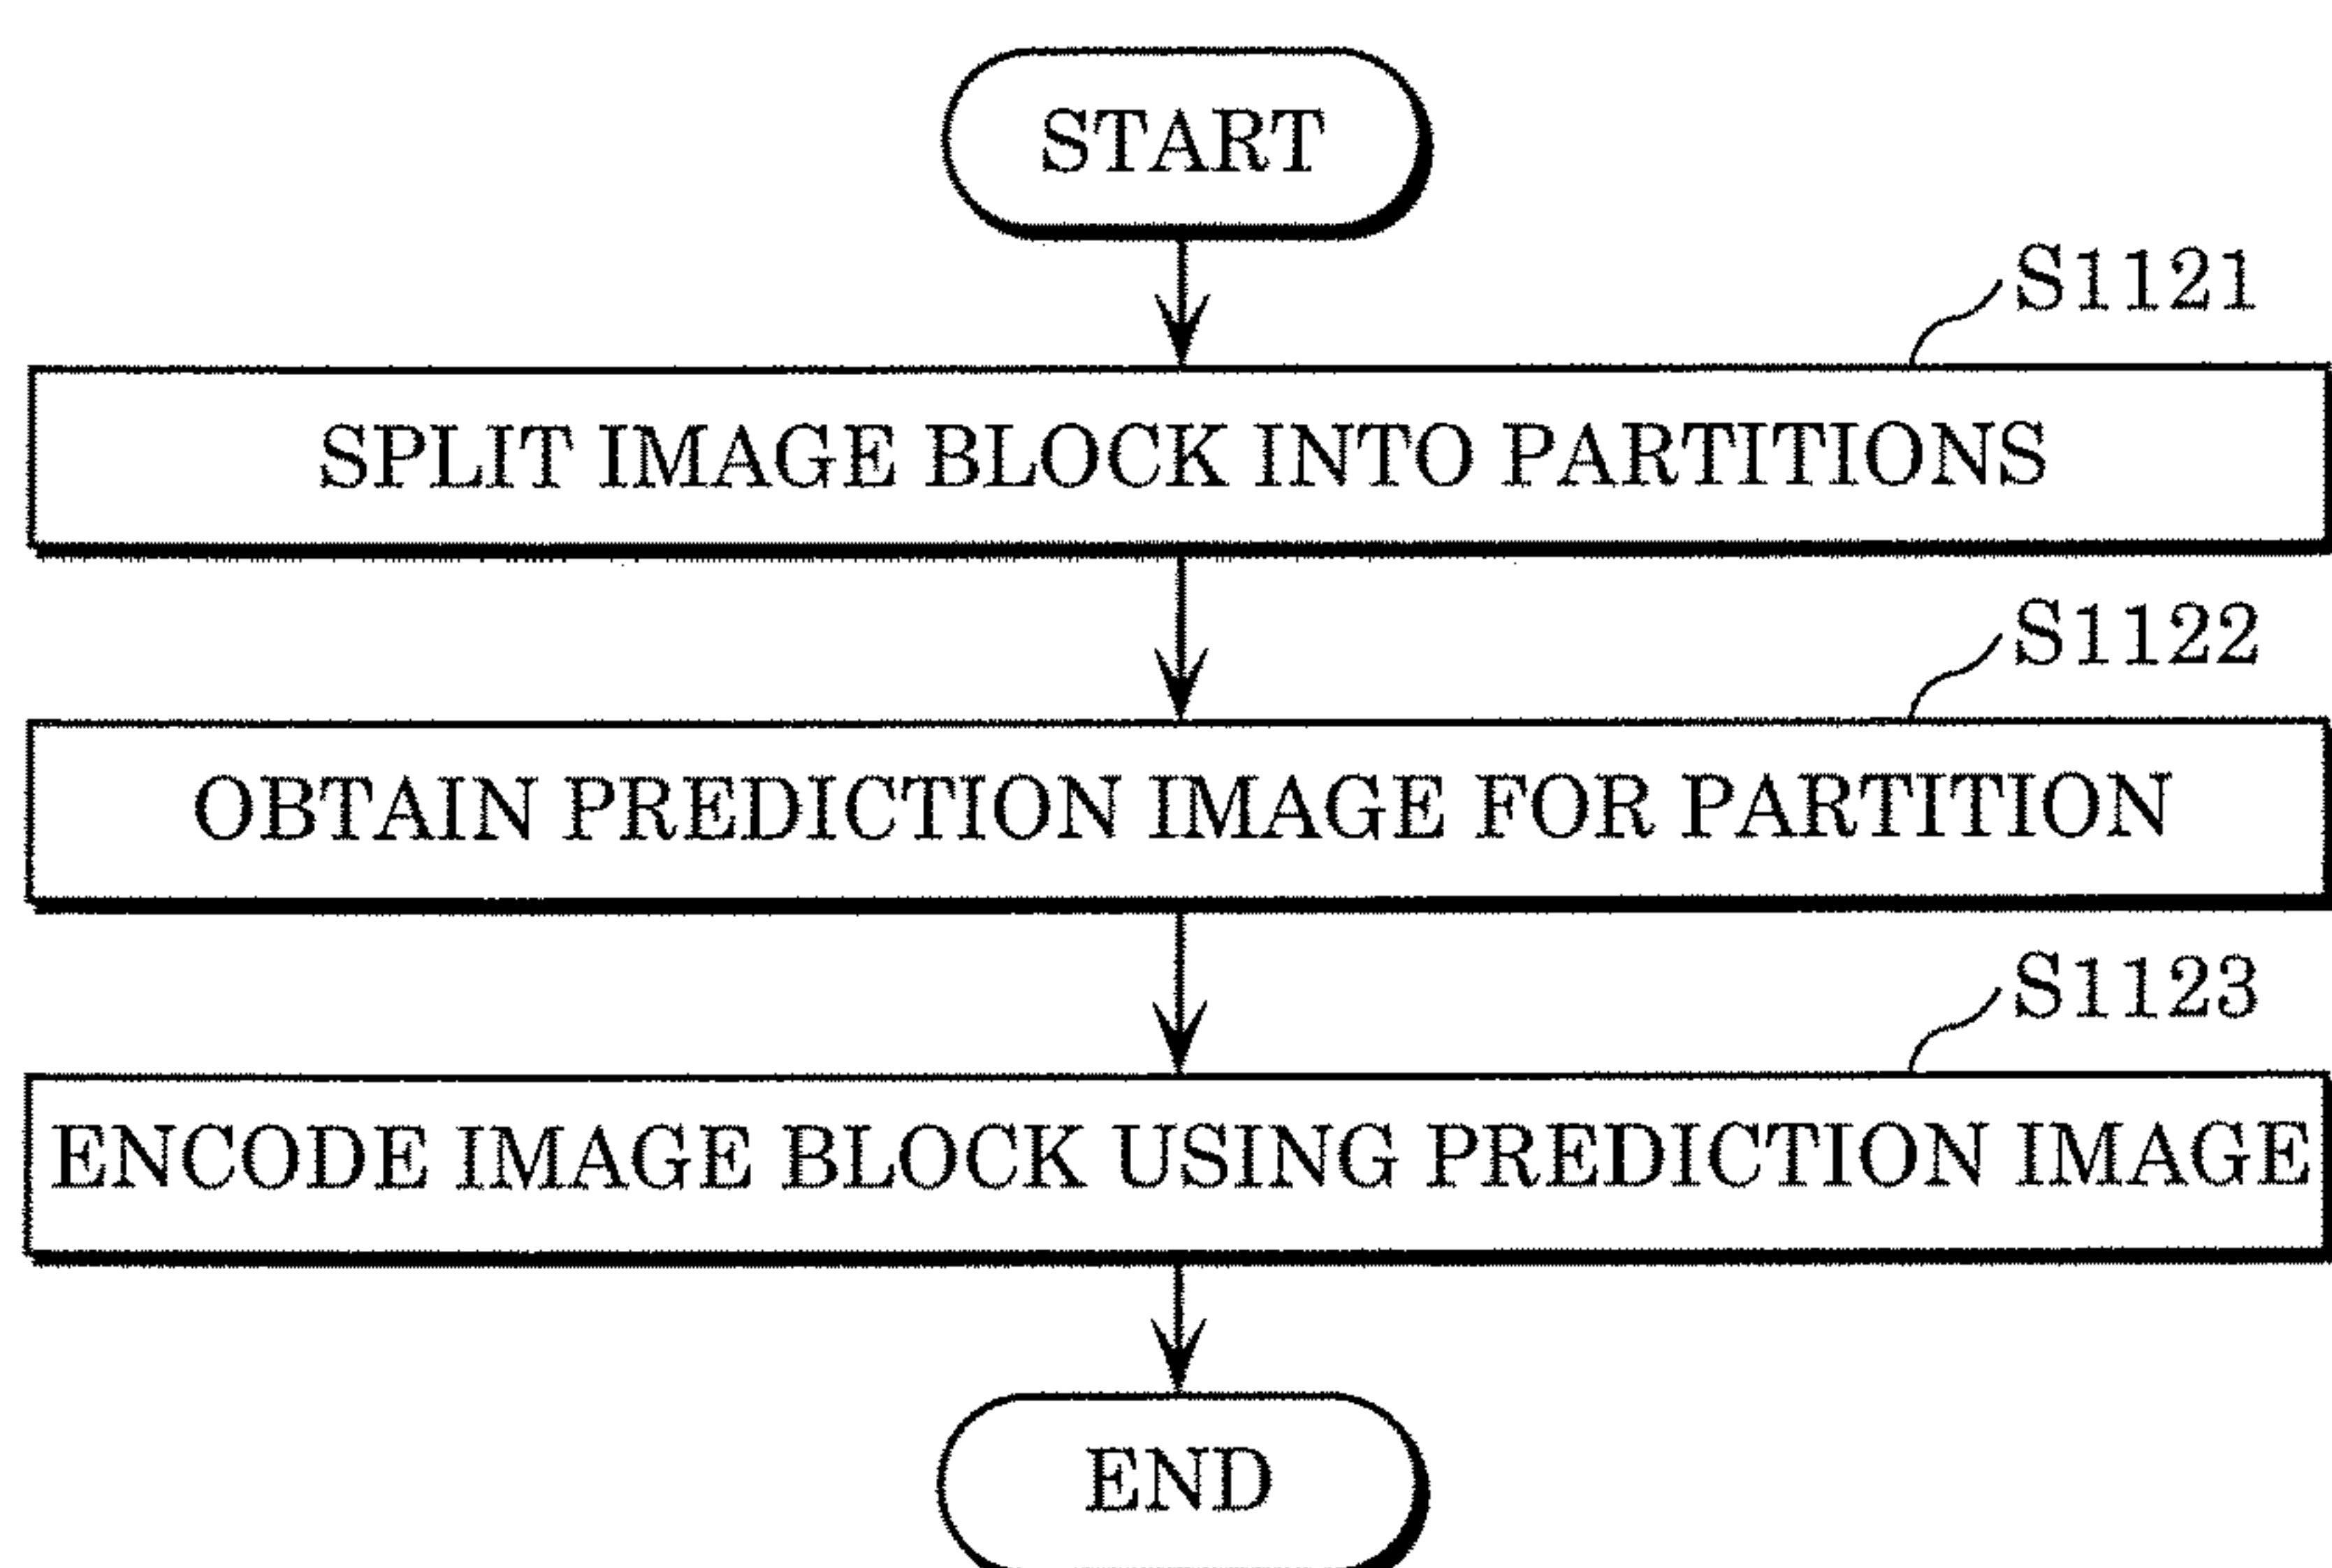 START
S1121
SPLIT IMAGE BLOCK INTO PARTITIONS
S1122
OBTAIN PREDICTION IMAGE FOR PARTITION
S1123
ENCODE IMAGE BLOCK USING PREDICTION IMAGE
END